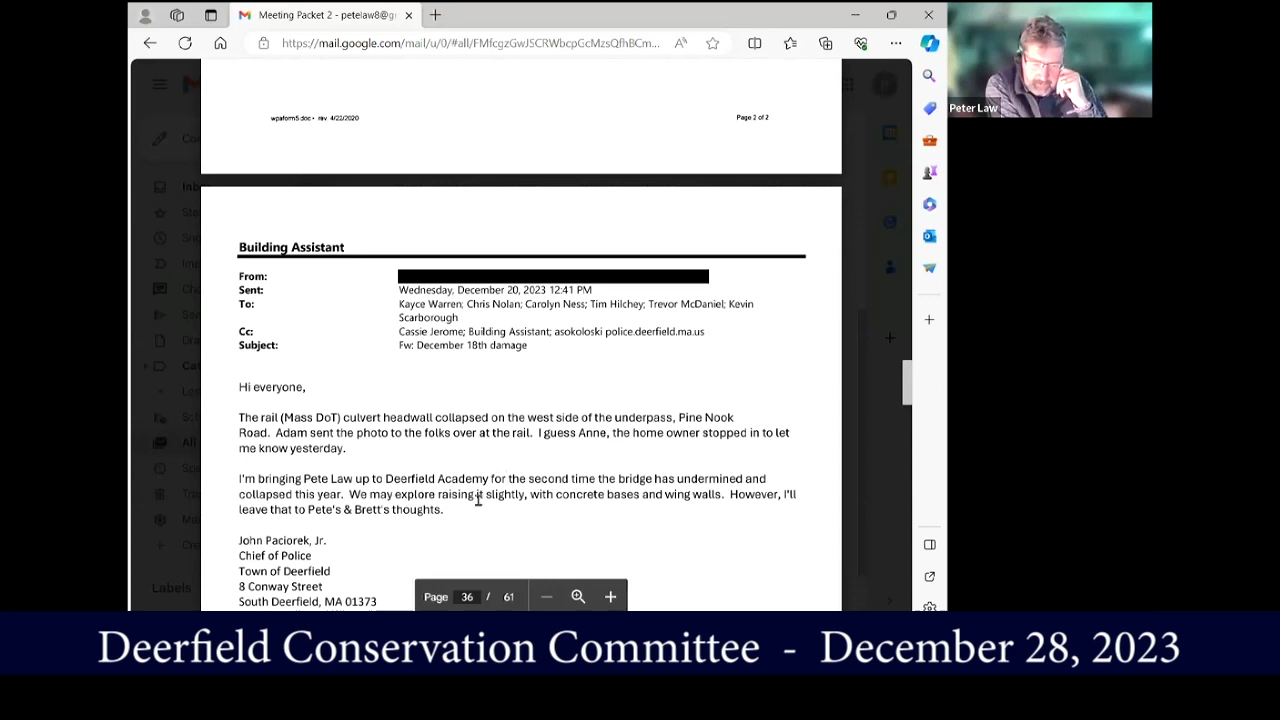 Meeting Packet 2 - petelaw8@g
https://mail.google.com/mail/u/0/#all/FMfcgzGwJSCRWbcpGcMzsQfhBCm...
wpaform5.doc • rev. 4/22/2020
Page 2 of 2
Peter Law
Building Assistant
From:
Sent: Wednesday, December 20, 2023 12:41 PM
To: Kayce Warren; Chris Nolan; Carolyn Ness; Tim Hilchey; Trevor McDaniel; Kevin
Scarborough
Cc: Cassie Jerome; Building Assistant; asokoloski police.deerfield.ma.us
Subject: Fw: December 18th damage
Hi everyone,
The rail (Mass DoT) culvert headwall collapsed on the west side of the underpass, Pine Nook
Road. Adam sent the photo to the folks over at the rail. I guess Anne, the home owner stopped in to let
me know yesterday.
I'm bringing Pete Law up to Deerfield Academy for the second time the bridge has undermined and
collapsed this year. We may explore raising it slightly, with concrete bases and wing walls. However, I'll
leave that to Pete's & Brett's thoughts.
John Paciorek, Jr.
Chief of Police
Town of Deerfield
8 Conway Street
South Deerfield, MA 01373
Page 36 / 61
Labels
Deerfield Conservation Committee - December 28, 2023